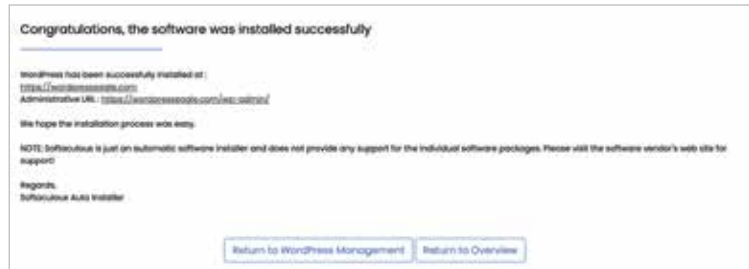 Congratulations, the software was installed successfully
WordPress has been successfully installed at :
https://wordpresseagle.com
Administrative URL : https://wordpresseagle.com/wp-admin/
We hope the installation process was easy.
NOTE: Softaculous is just an automatic software installer and does not provide any support for the individual software packages. Please visit the software vendor's web site for
support!
Regards,
Softaculous Auto Installer
Return to WordPress Management Return to Overview